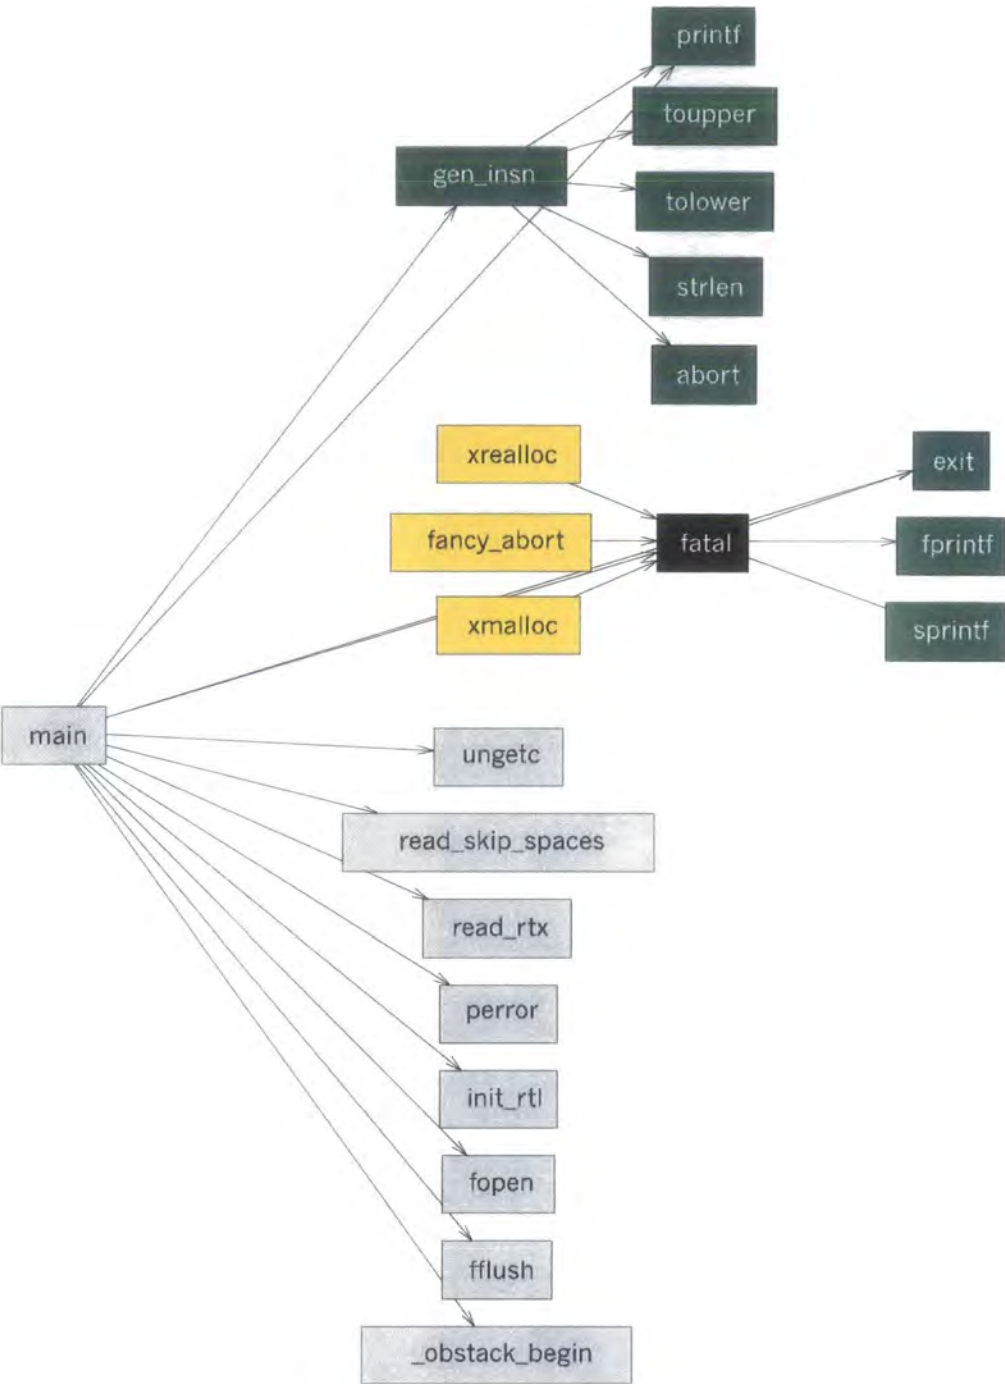 printf
toupper
gen_insn
tolower
strlen
abort
xrealloc
exit
fancy_abort
fatal
fprintf
xmalloc
sprintf
main
ungetc
read_skip_spaces
read_rtx
perror
init_rtl
fopen
fflush
_obstack_begin